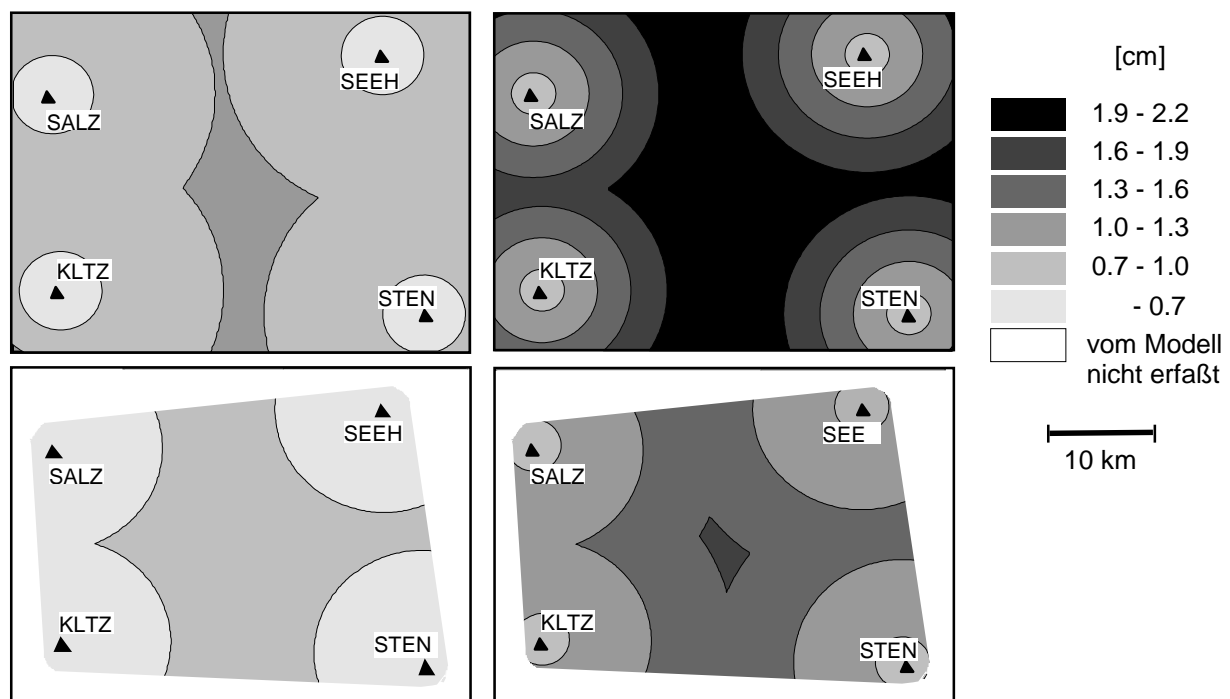 SEEH
SALZ
KLTZ
STEN
SEEH
SALZ
KLTZ
STEN
SEEH
SALZ
KLTZ
STEN
SEE
SALZ
KLTZ
STEN
[cm]
1.9 - 2.2
1.6 - 1.9
1.3 - 1.6
1.0 - 1.3
0.7 - 1.0
- 0.7
vom Modell
nicht erfaßt
10 km